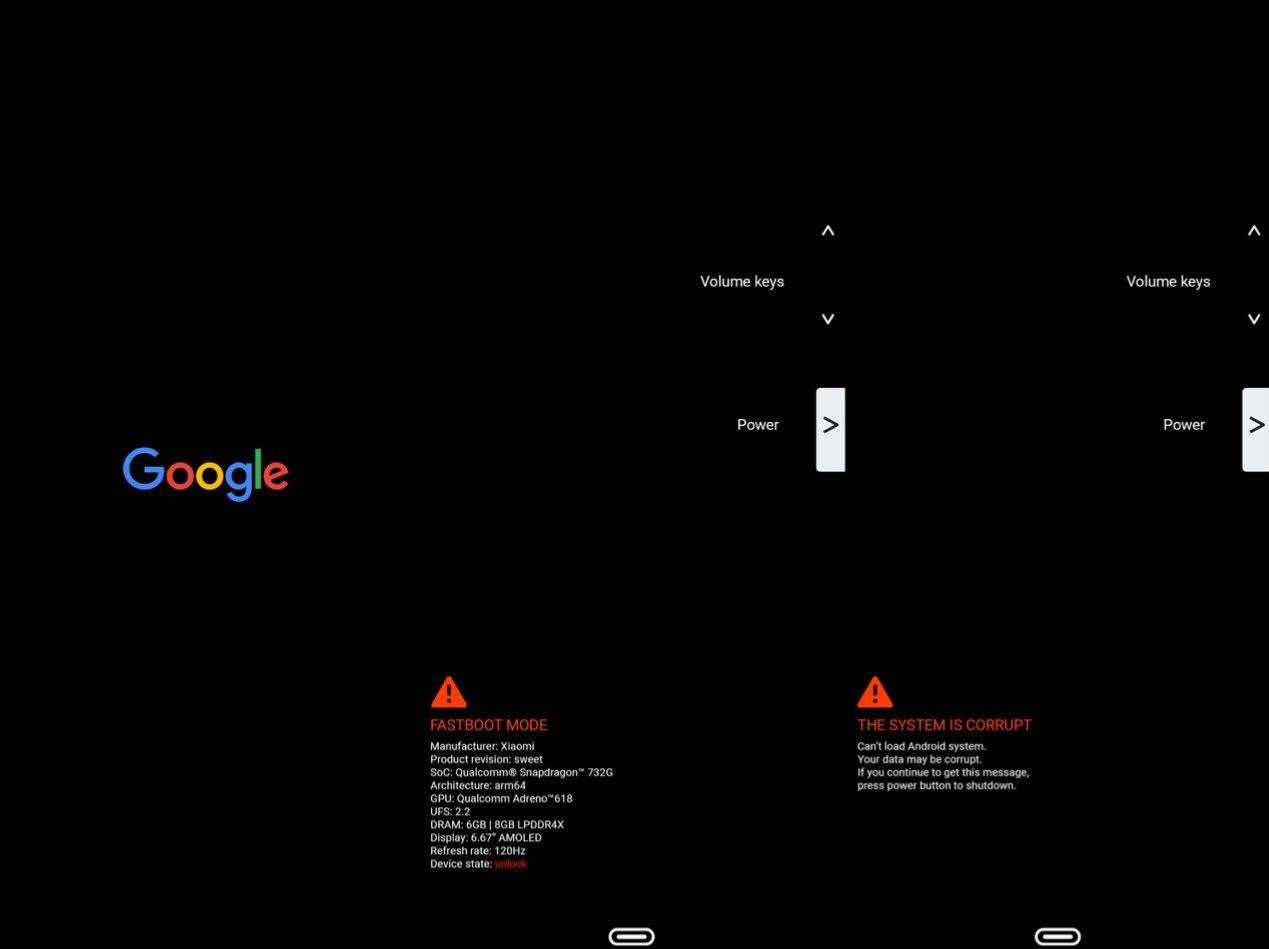 Google
Volume keys
Power
FASTBOOT MODE
Manufacturer: Xiaomi
Product revision: sweet
SoC: Qualcomm® Snapdragon™ 732G
Architecture: arm64
GPU: Qualcomm Adreno™618
UFS: 2.2
DRAM: 6GB | 8GB LPDDR4X
Display: 6.67” AMOLED
Refresh rate: 120Hz
Device state: unlock
Volume keys
Power
THE SYSTEM IS CORRUPT
Can't load Android system.
Your data may be corrupt.
If you continue to get this message,
press power button to shutdown.